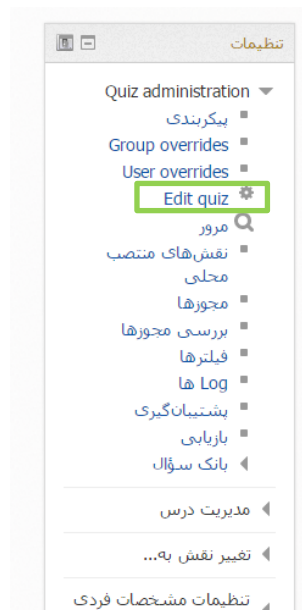 تنظیمات
Quiz administration
پیکربندی
Group overrides
User overrides
Edit quiz
مرور
نقش‌های منتصب
محلی
مجوزها
بررسی مجوزها
فیلترها
Log ها
پشتیبان‌گیری
بازیابی
بانک سؤال
مدیریت درس
تغییر نقش به...
تنظیمات مشخصات فردی